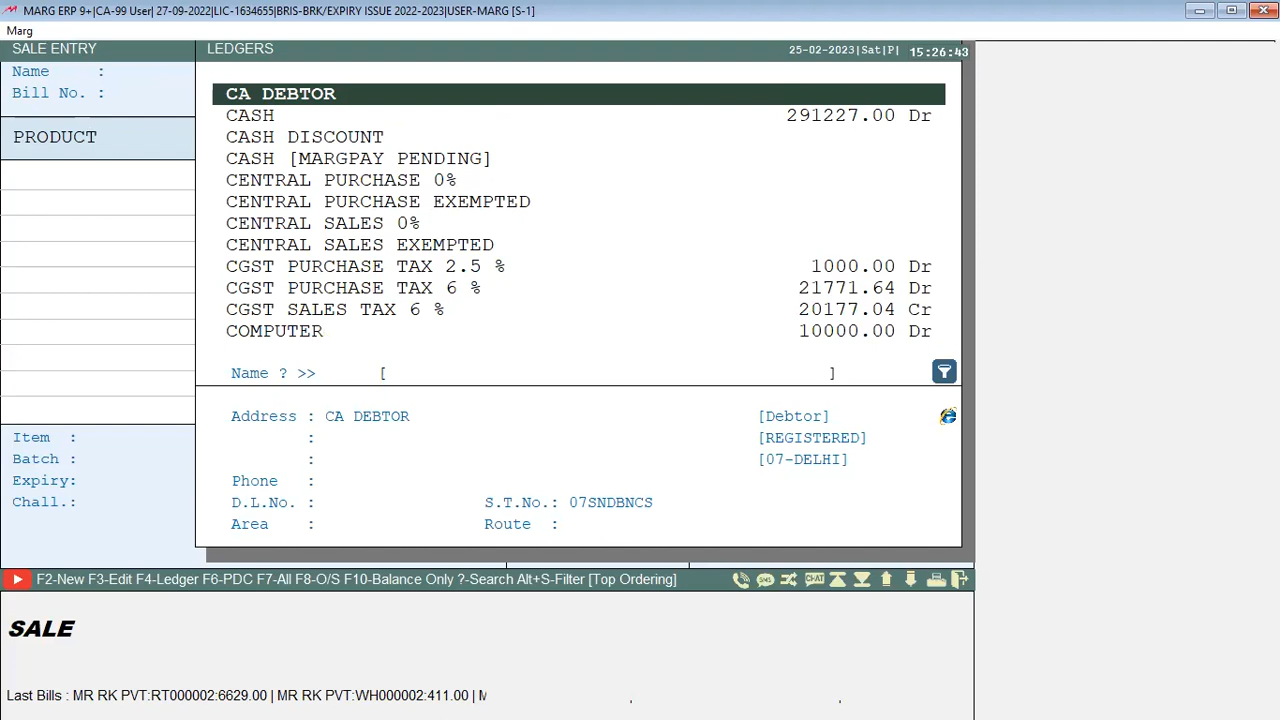 MARG ERP 9+|CA-99 User| 27-09-2022|LIC-1634655|BRIS-BRK/EXPIRY ISSUE 2022-2023|USER-MARG [S-1]
Marg
SALE ENTRY
Name :
Bill No. :
PRODUCT
Item :
Batch :
Expiry:
Chall.:
LEDGERS 25-02-2023|Sat|P| 15:26:43
CA DEBTOR
CASH 291227.00 Dr
CASH DISCOUNT
CASH [MARGPAY PENDING]
CENTRAL PURCHASE 0%
CENTRAL PURCHASE EXEMPTED
CENTRAL SALES 0%
CENTRAL SALES EXEMPTED
CGST PURCHASE TAX 2.5 % 1000.00 Dr
CGST PURCHASE TAX 6 % 21771.64 Dr
CGST SALES TAX 6 % 20177.04 Cr
COMPUTER 10000.00 Dr
Name ? >> [ ]
Address : CA DEBTOR [Debtor]
: [REGISTERED]
: [07-DELHI]
Phone :
D.L.No. : S.T.No.: 07SNDBNCS
Area : Route :
F2-New F3-Edit F4-Ledger F6-PDC F7-All F8-O/S F10-Balance Only ?-Search Alt+S-Filter [Top Ordering]
SMS CHAT
SALE
Last Bills : MR RK PVT:RT000002:6629.00 | MR RK PVT:WH000002:411.00 |